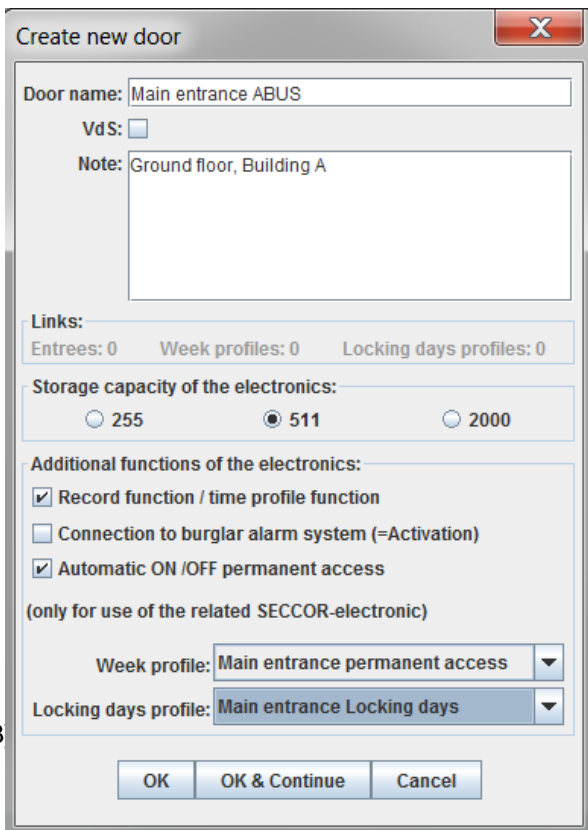 Create new door
Door name: Main entrance ABUS
VdS:
Note: Ground floor, Building A
Links:
Entrees: 0 Week profiles: 0 Locking days profiles: 0
Storage capacity of the electronics:
255 511 2000
Additional functions of the electronics:
Record function / time profile function
Connection to burglar alarm system (=Activation)
Automatic ON /OFF permanent access
(only for use of the related SECCOR-electronic)
Week profile: Main entrance permanent access
Locking days profile: Main entrance Locking days
OK OK & Continue Cancel